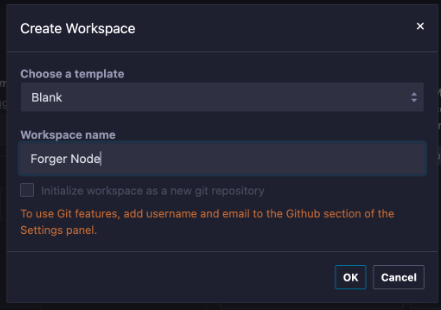 Create Workspace
×
Choose a template
Blank
Workspace name
Forger Node
Initialize workspace as a new git repository
To use Git features, add username and email to the Github section of the
Settings panel.
OK
Cancel